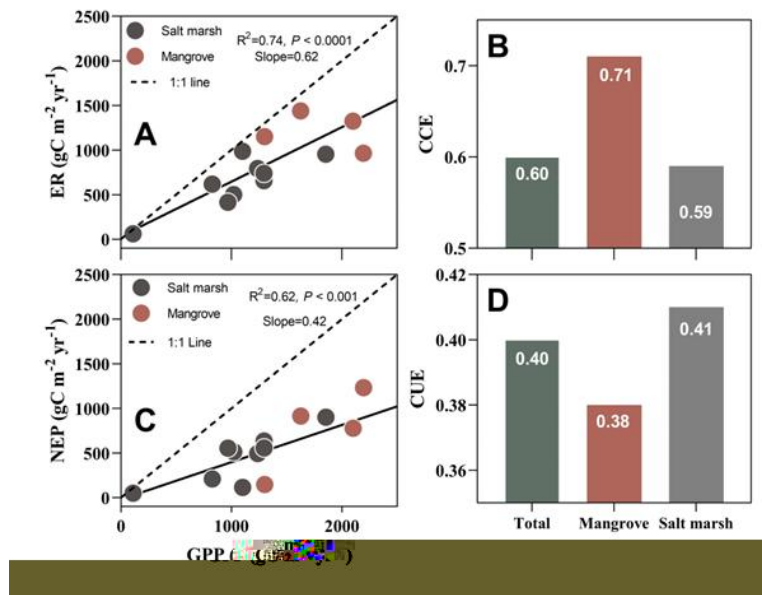 2500
2000
1500
1000
500
0
ER (gC m-2 yr-1)
Salt marsh
Mangrove
1:1 line
R2=0.74, P < 0.0001
Slope=0.62
A
0.7
0.6
0.5
CCE
B
0.60
0.71
0.59
2500
2000
1500
1000
500
0
NEP (gC m-2 yr-1)
Salt marsh
Mangrove
1:1 Line
R2=0.62, P < 0.001
Slope=0.42
C
0 1000 2000
GPP
0.42
0.40
0.38
0.36
CUE
D
0.40
0.38
0.41
Total Mangrove Salt marsh